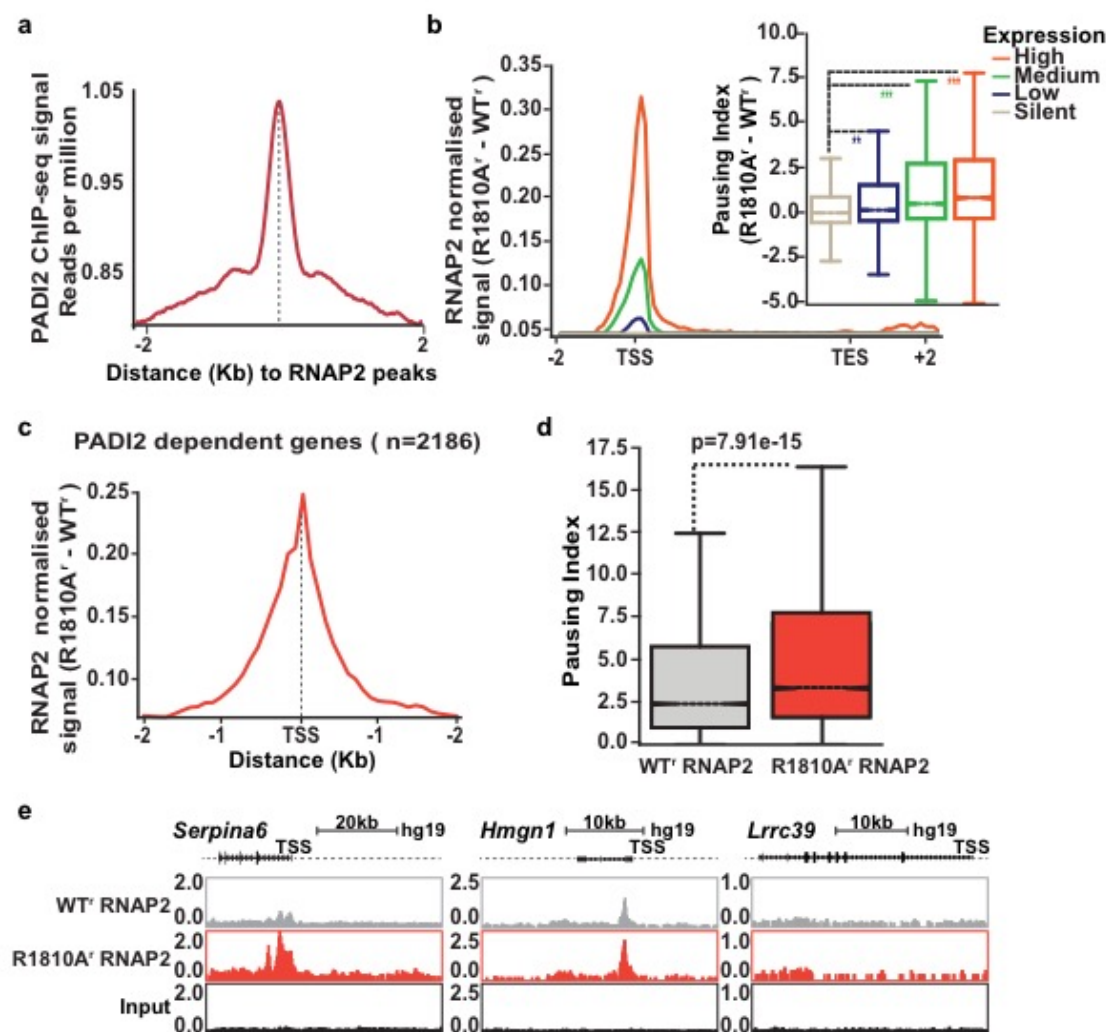 a
PADI2 ChIP-seq signal
Reads per million
1.05
0.95
0.85
-2
2
Distance (Kb) to RNAP2 peaks
b
RNAP2 normalised
signal (R1810Aʳ - WTʳ)
0.35
0.30
0.25
0.20
0.15
0.10
0.05
-2
TSS
TES
+2
Pausing Index
(R1810Aʳ - WTʳ)
10.0
7.5
5.0
2.5
0.0
-2.5
-5.0
Expression
High
Medium
Low
Silent
c
PADI2 dependent genes ( n=2186)
RNAP2 normalised
signal (R1810Aʳ - WTʳ )
0.25
0.20
0.15
0.10
-2 -1 TSS -1 -2
Distance (Kb)
d
p=7.91e-15
Pausing Index
17.5
15.0
12.5
10.0
7.5
5.0
2.5
0.0
WTʳ RNAP2 R1810Aʳ RNAP2
e
Serpina6 20kb hg19
TSS
Hmgn1 10kb hg19
TSS
Lrrc39 10kb hg19
TSS
WTʳ RNAP2 2.0 0.0 2.5 0.0 1.0 0.0
R1810Aʳ RNAP2 2.0 0.0 2.5 0.0 1.0 0.0
Input 2.0 0.0 2.5 0.0 1.0 0.0